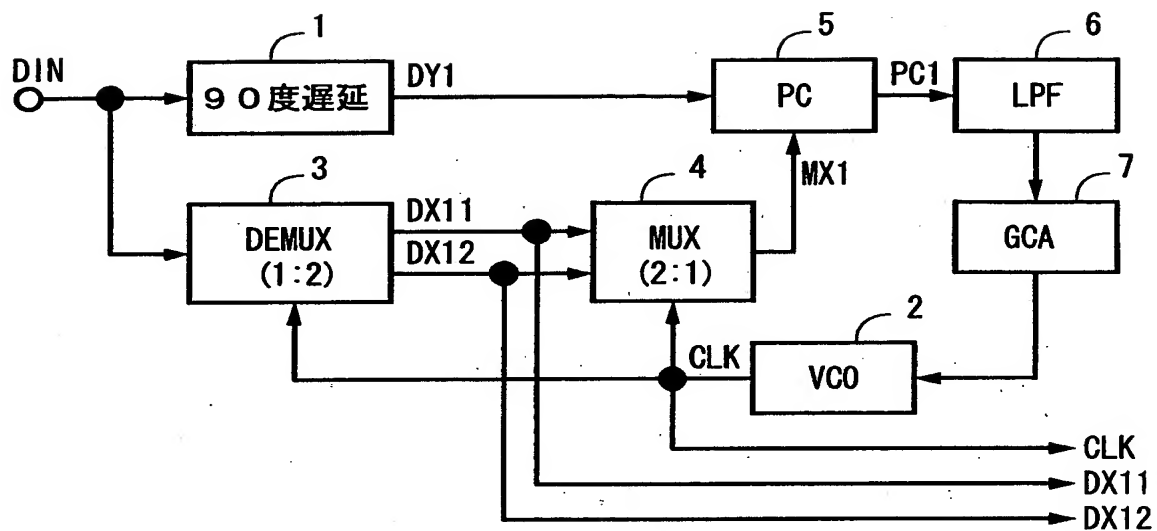 1
5
6
DIN
90度遅延
DY1
PC
PC1
LPF
3
4
MX1
7
DEMUX
(1:2)
DX11
DX12
MUX
(2:1)
GCA
2
CLK
VCO
CLK
DX11
DX12